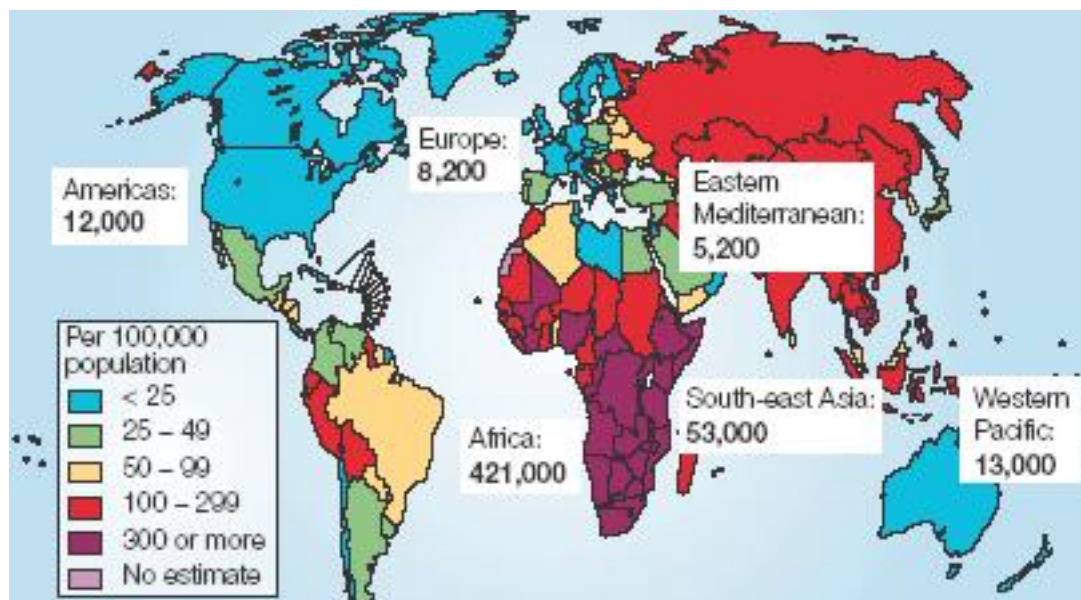 Americas:
12,000
Europe:
8,200
Eastern
Mediterranean:
5,200
Per 100,000
population
< 25
25 – 49
50 – 99
100 – 299
300 or more
No estimate
Africa:
421,000
South-east Asia:
53,000
Western
Pacific:
13,000